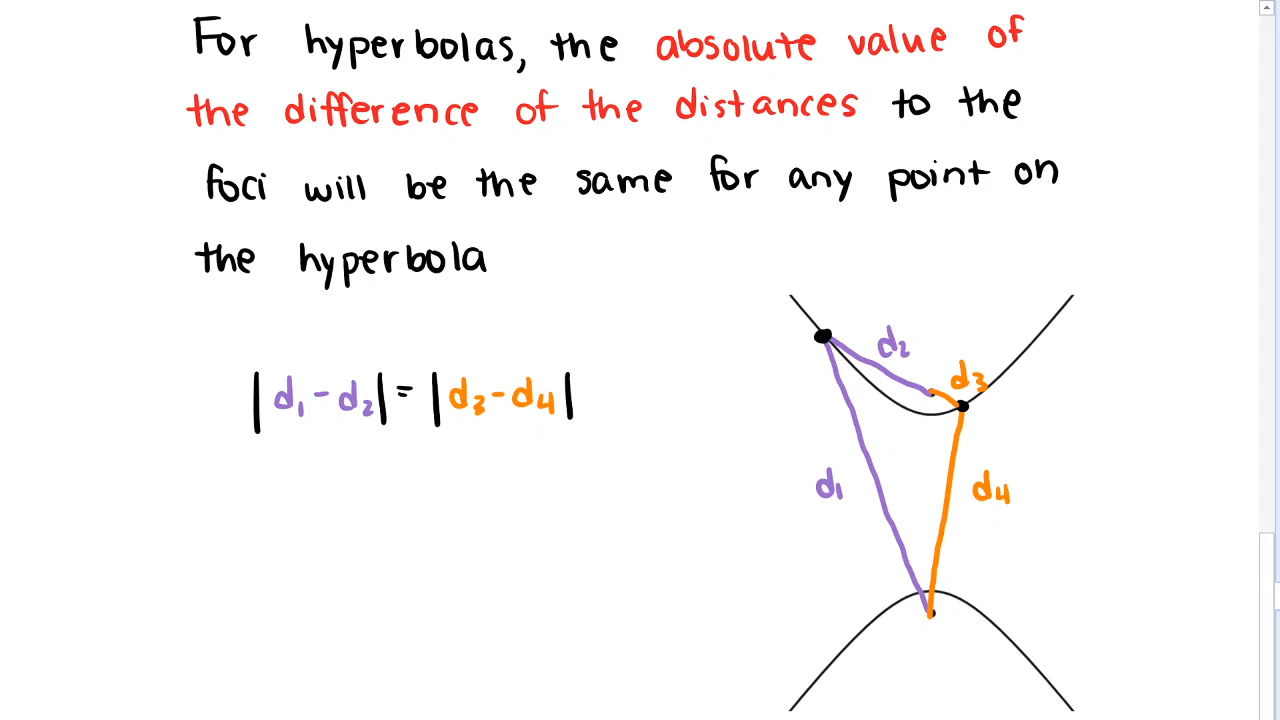 For hyperbolas, the absolute value of
the difference of the distances to the
foci will be the same for any point on
the hyperbola
|d₁-d₂|=|d₃-d₄|
d₂
d₃
d₁
d₄